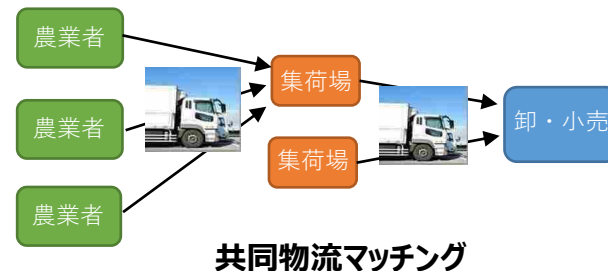 農業者
農業者
農業者
集荷場
集荷場
卸・小売
共同物流マッチング